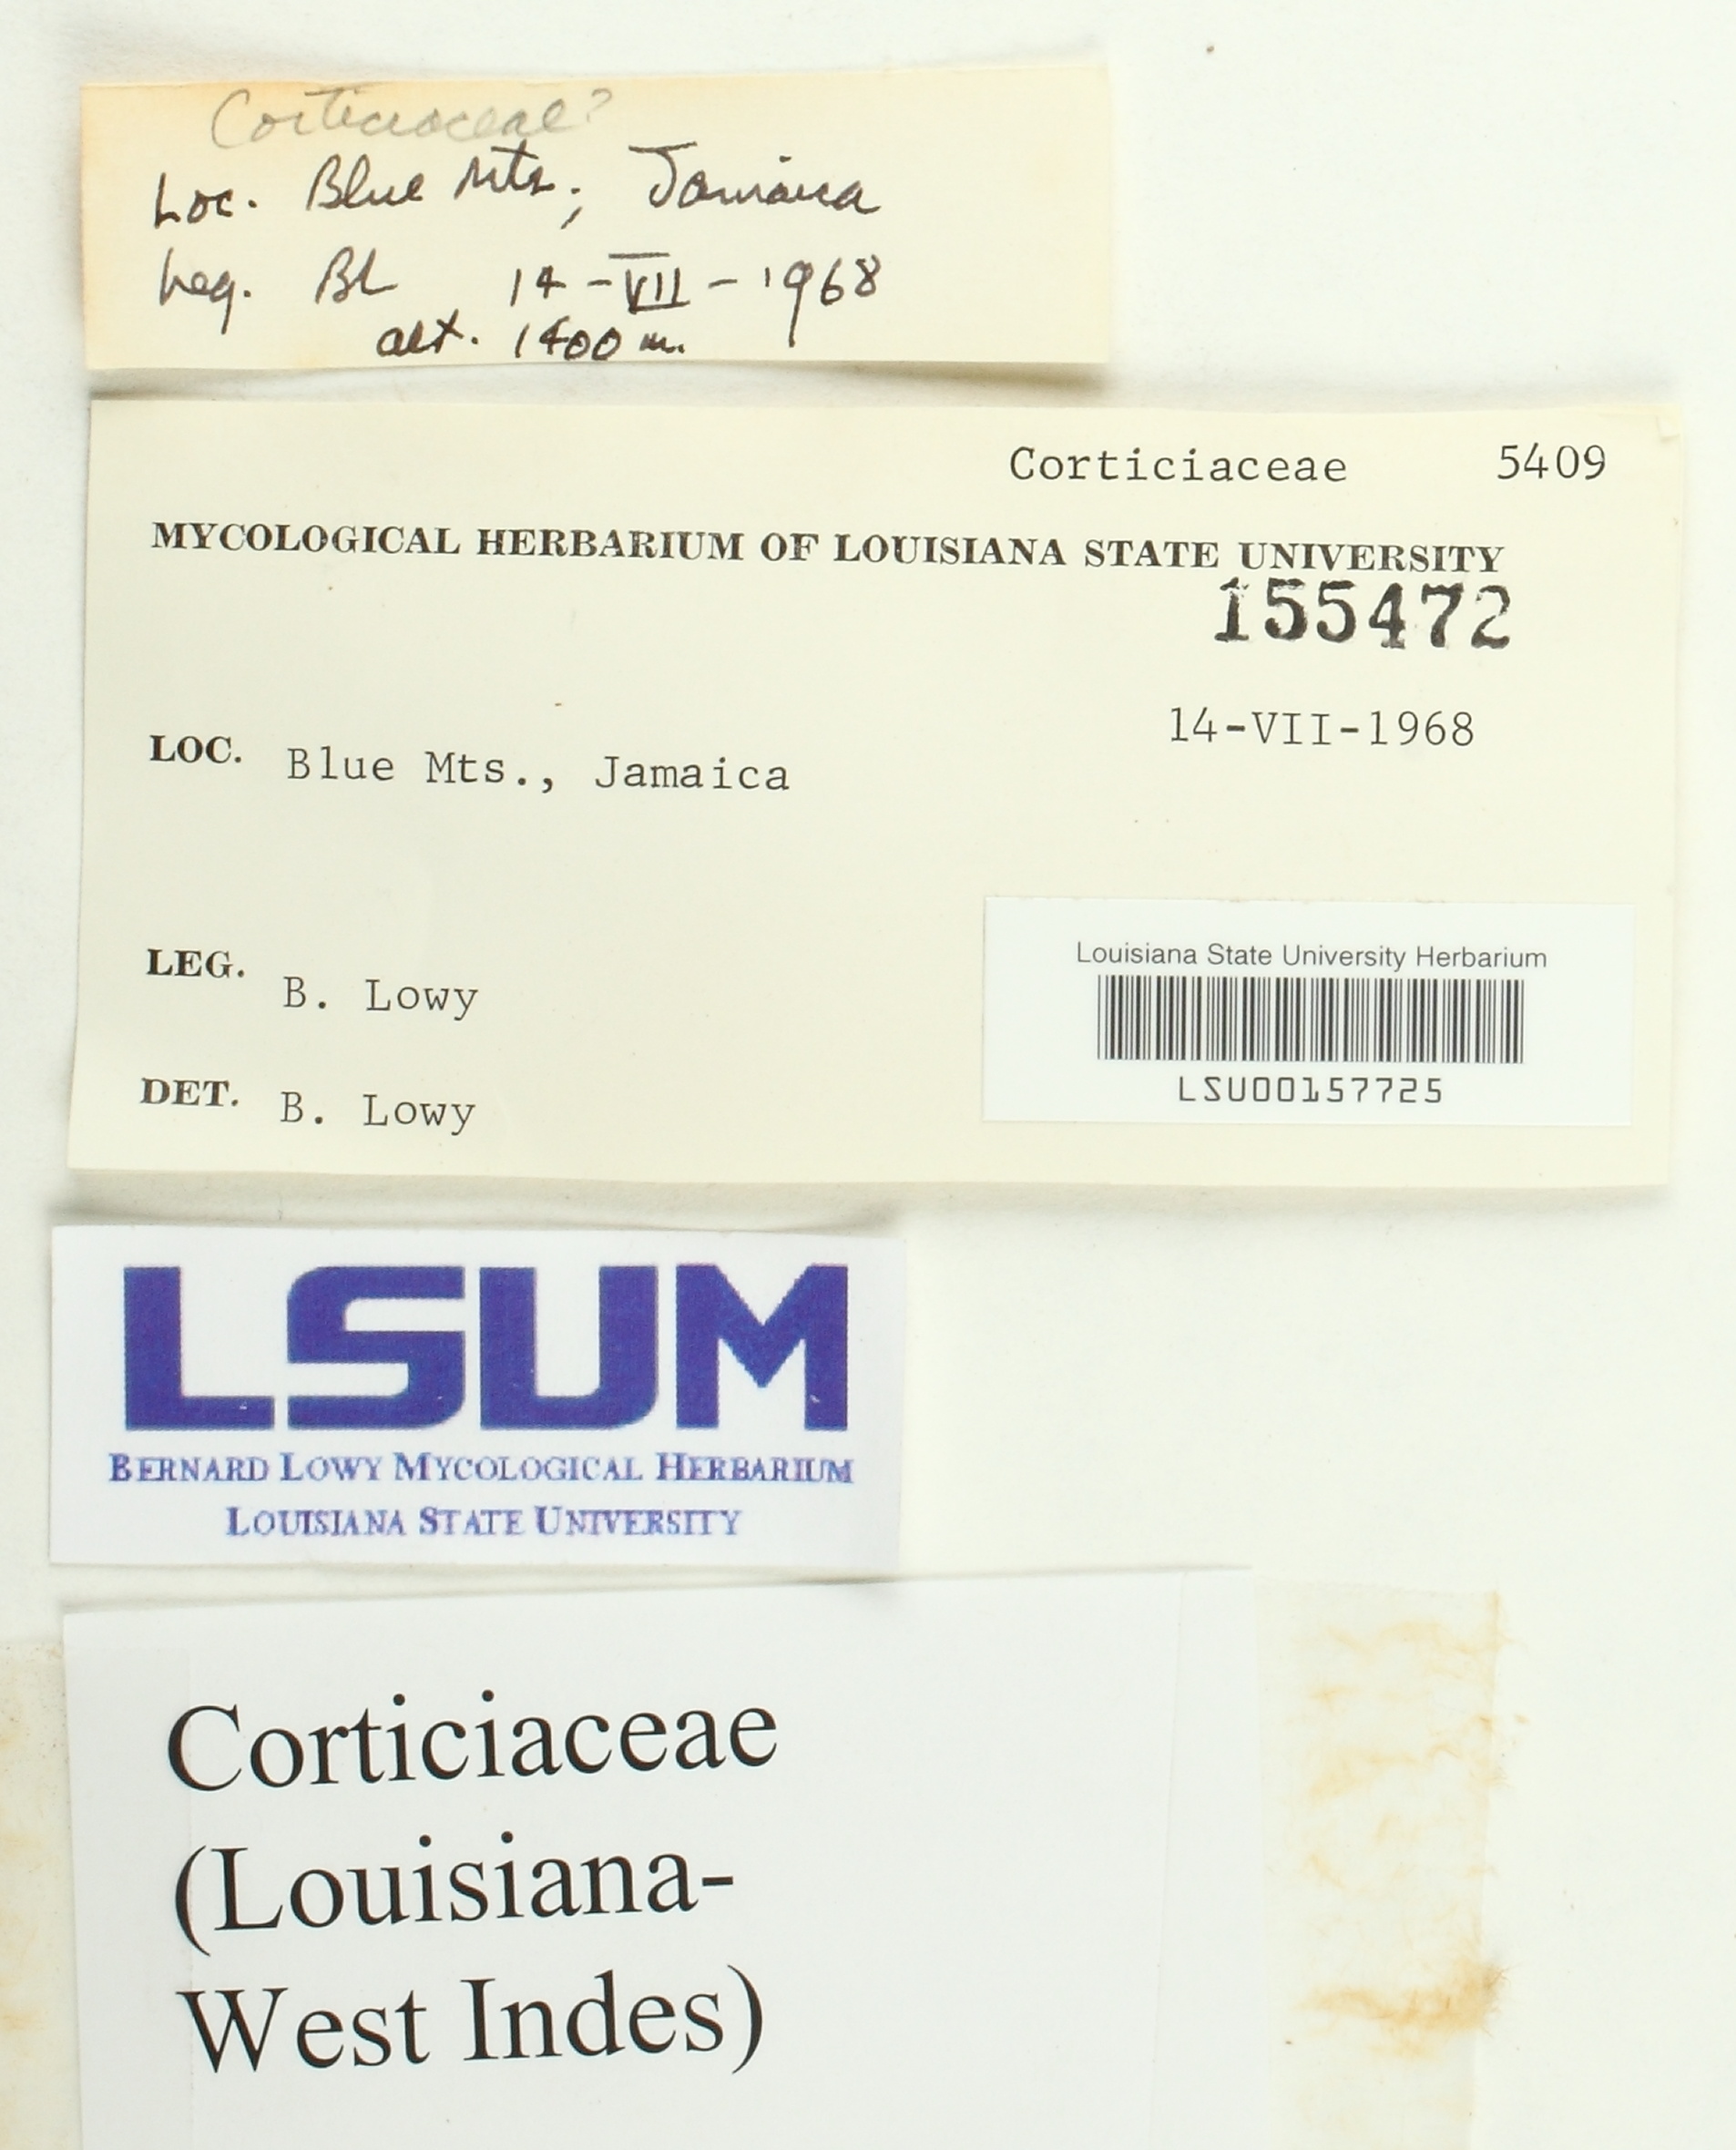 Corticiaceae?
Loc. Blue Mts., Jamaica
Leg. BL 14-VII-1968
alt. 1400 m.
Corticiaceae 5409
MYCOLOGICAL HERBARIUM OF LOUISIANA STATE UNIVERSITY
155472
14-VII-1968
LOC. Blue Mts., Jamaica
LEG. B. Lowy
DET. B. Lowy
Louisiana State University Herbarium
LSU00157725
LSUM
BERNARD LOWY MYCOLOGICAL HERBARIUM
LOUISIANA STATE UNIVERSITY
Corticiaceae
(Louisiana-
West Indes)